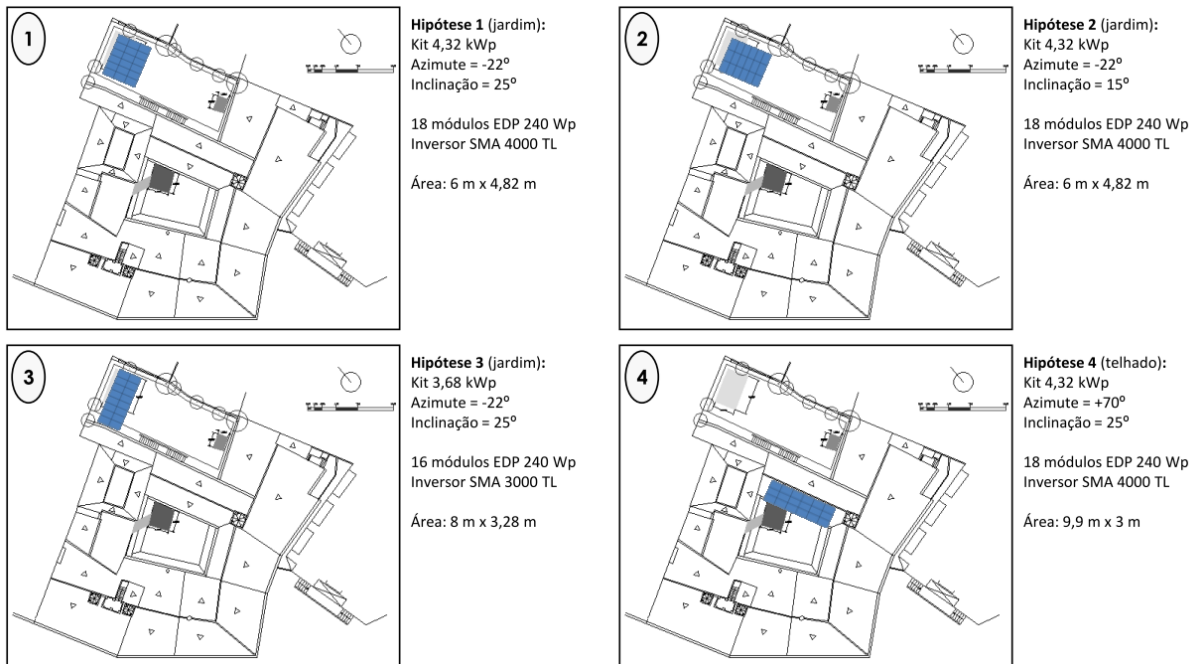 1
Hipótese 1 (jardim):
Kit 4,32 kWp
Azimute = -22º
Inclinação = 25º
18 módulos EDP 240 Wp
Inversor SMA 4000 TL
Área: 6 m x 4,82 m
2
Hipótese 2 (jardim):
Kit 4,32 kWp
Azimute = -22º
Inclinação = 15º
18 módulos EDP 240 Wp
Inversor SMA 4000 TL
Área: 6 m x 4,82 m
3
Hipótese 3 (jardim):
Kit 3,68 kWp
Azimute = -22º
Inclinação = 25º
16 módulos EDP 240 Wp
Inversor SMA 3000 TL
Área: 8 m x 3,28 m
4
Hipótese 4 (telhado):
Kit 4,32 kWp
Azimute = +70º
Inclinação = 25º
18 módulos EDP 240 Wp
Inversor SMA 4000 TL
Área: 9,9 m x 3 m